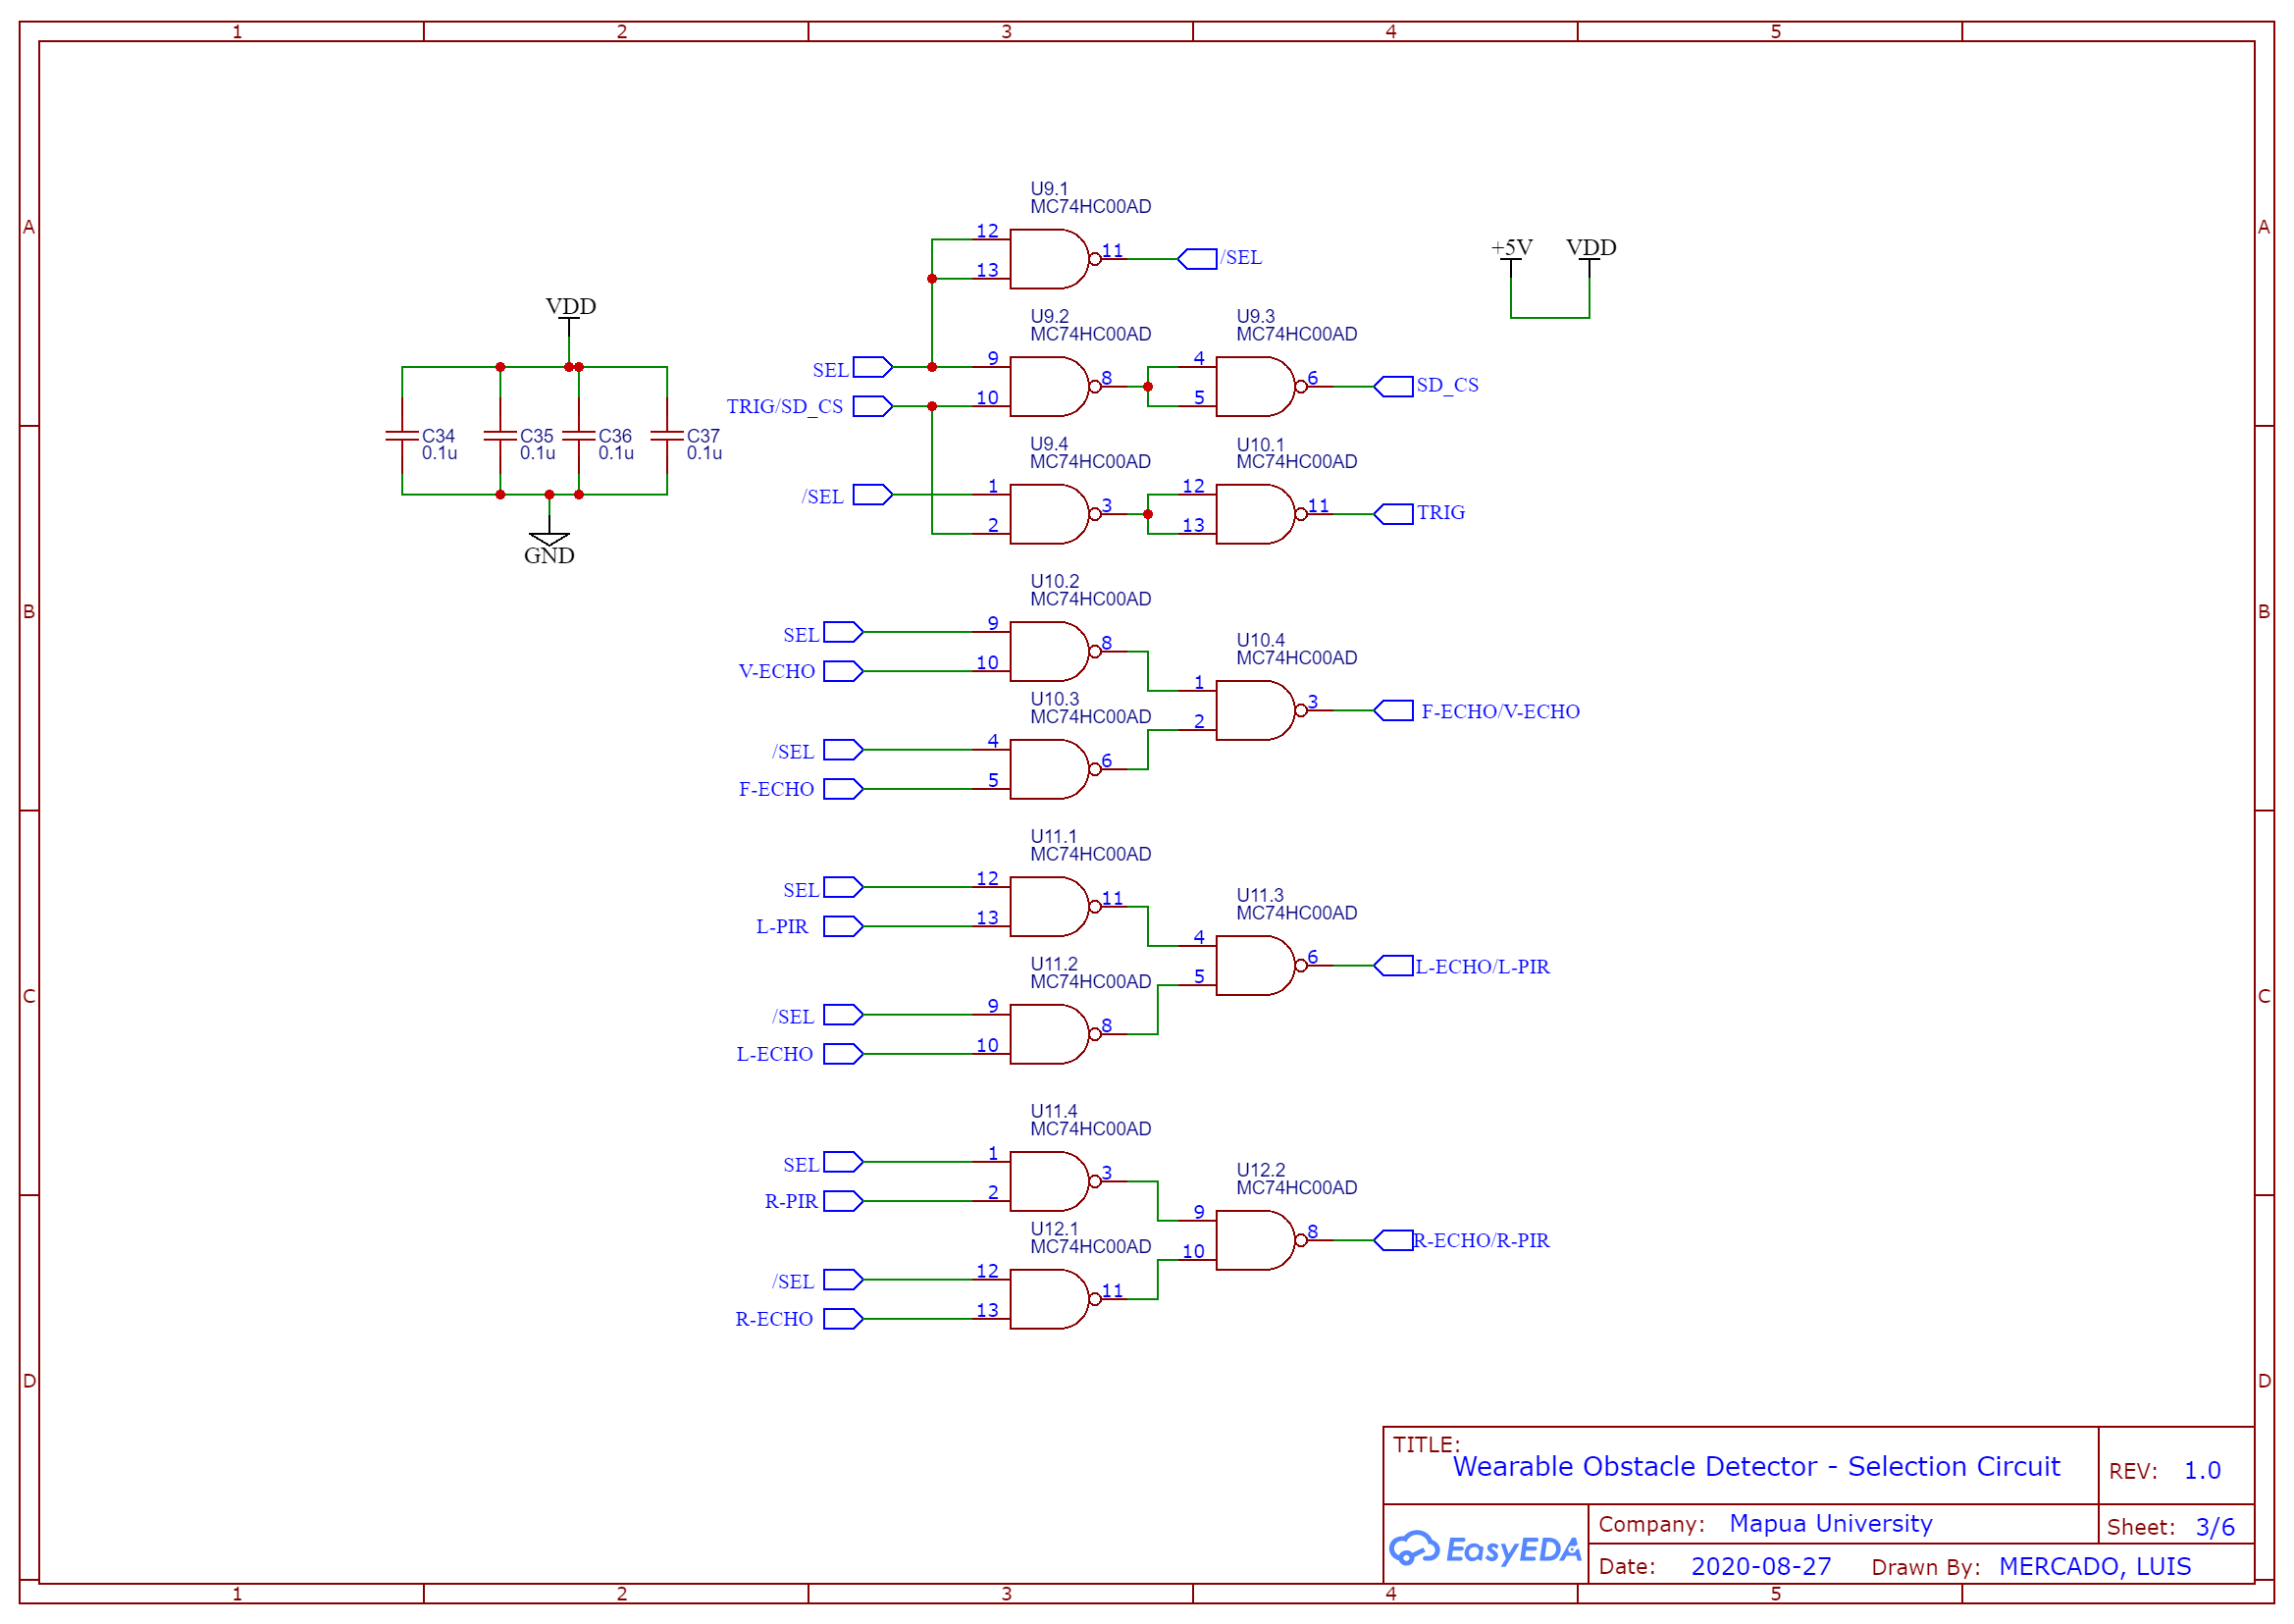 1 2 3 4 5
A A
B B
C C
D D
U9.1
MC74HC00AD
12
13
11
/SEL
+5V VDD
VDD
C34
0.1u
C35
0.1u
C36
0.1u
C37
0.1u
GND
U9.2
MC74HC00AD
SEL
TRIG/SD_CS
9
10
8
U9.3
MC74HC00AD
4
5
6
SD_CS
U9.4
MC74HC00AD
/SEL
1
2
3
U10.1
MC74HC00AD
12
13
11
TRIG
U10.2
MC74HC00AD
SEL
V-ECHO
9
10
8
U10.3
MC74HC00AD
/SEL
F-ECHO
4
5
6
U10.4
MC74HC00AD
1
2
3
F-ECHO/V-ECHO
U11.1
MC74HC00AD
SEL
L-PIR
12
13
11
U11.2
MC74HC00AD
/SEL
L-ECHO
9
10
8
U11.3
MC74HC00AD
4
5
6
L-ECHO/L-PIR
U11.4
MC74HC00AD
SEL
R-PIR
1
2
3
U12.1
MC74HC00AD
/SEL
R-ECHO
12
13
11
U12.2
MC74HC00AD
9
10
8
R-ECHO/R-PIR
TITLE:
Wearable Obstacle Detector - Selection Circuit
REV: 1.0
EasyEDA
Company: Mapua University
Sheet: 3/6
Date: 2020-08-27 Drawn By: MERCADO, LUIS
1 2 3 4 5